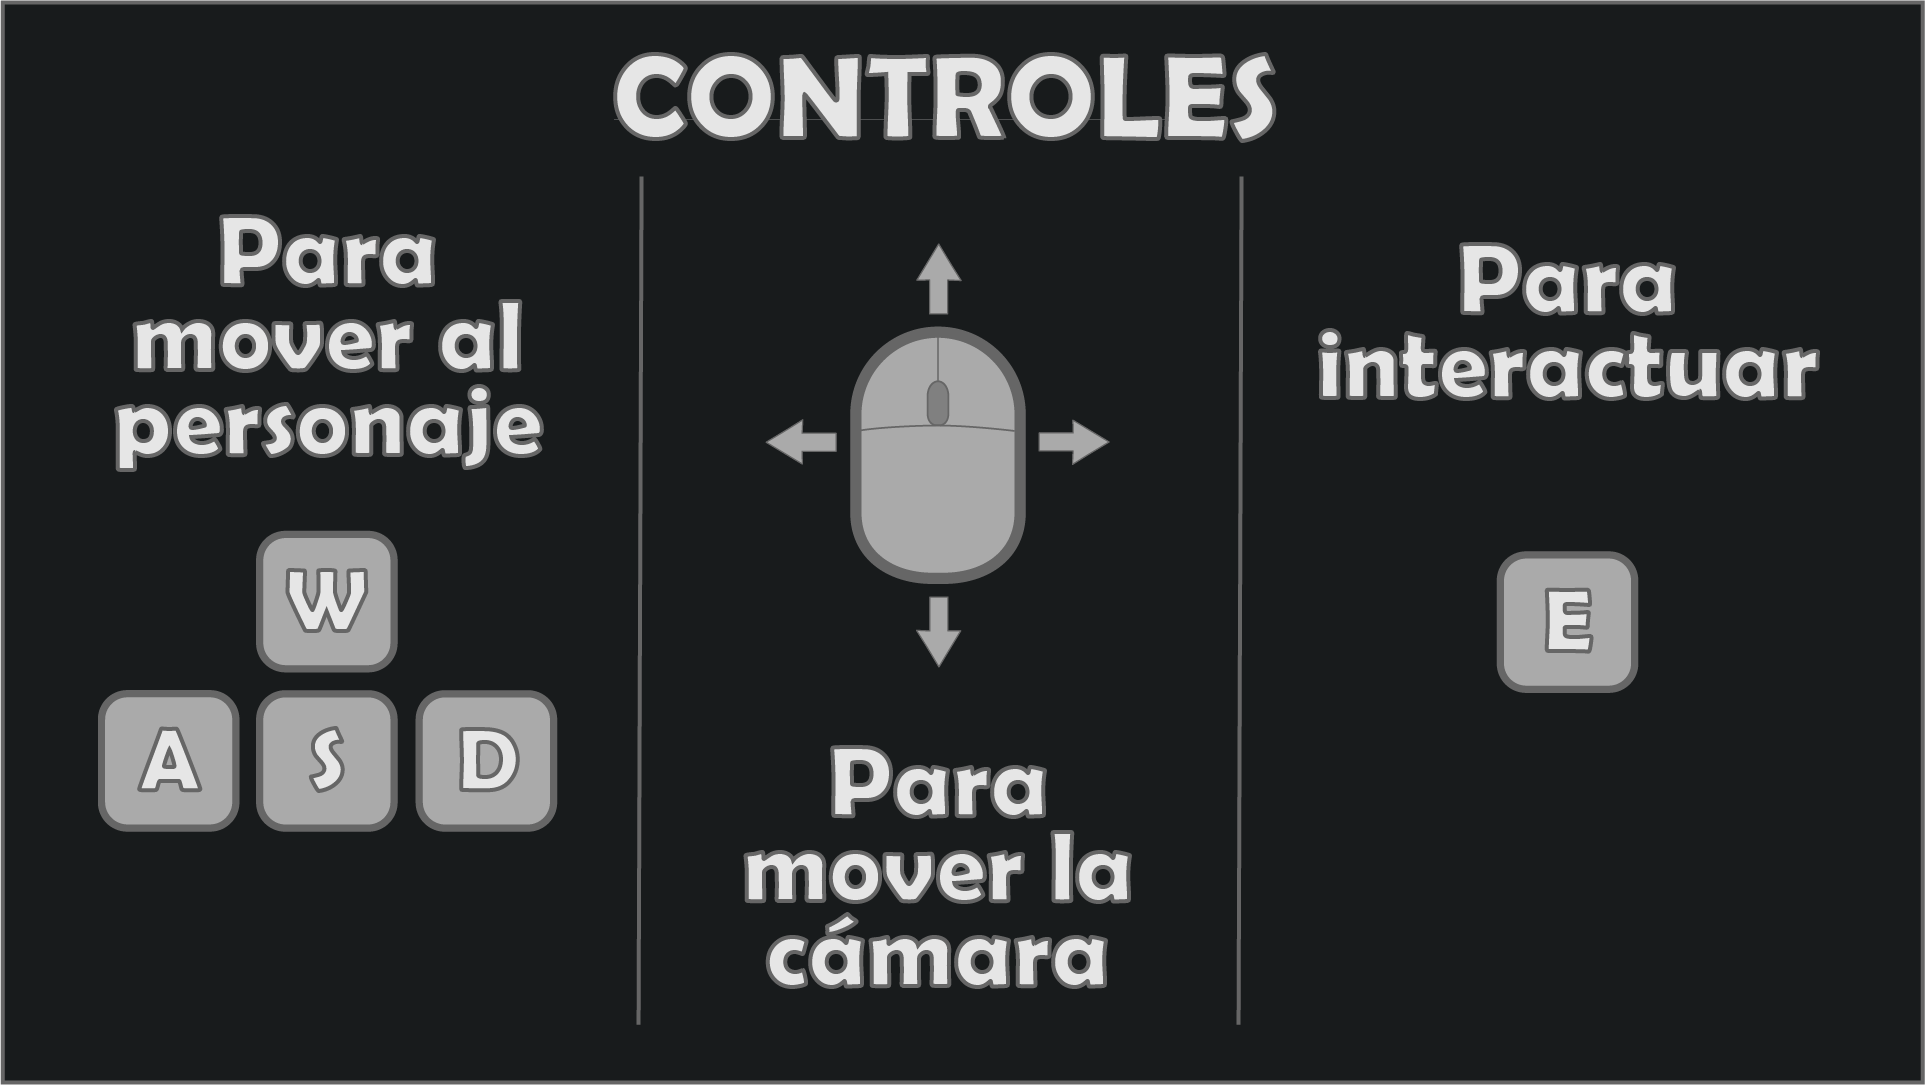 CONTROLES
Para
mover al
personaje
W
A S D
Para
mover la
cámara
Para
interactuar
E